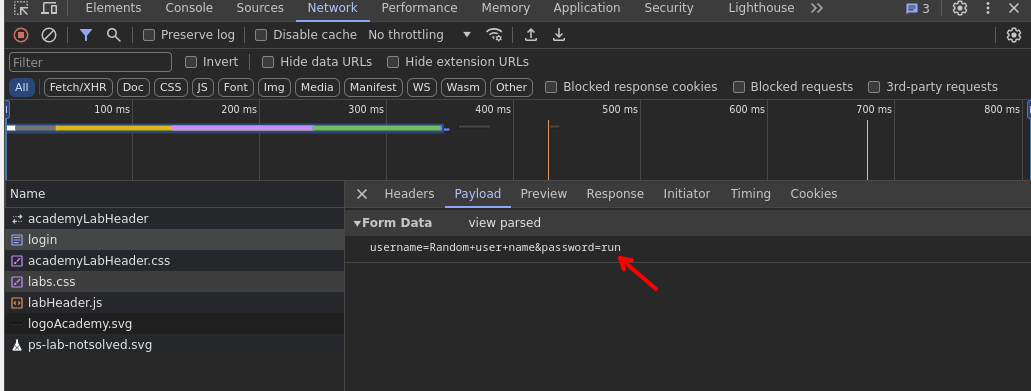 Elements Console Sources Network Performance Memory Application Security Lighthouse 3
Preserve log Disable cache No throttling
Filter Invert Hide data URLs Hide extension URLs
All Fetch/XHR Doc CSS JS Font Img Media Manifest WS Wasm Other Blocked response cookies Blocked requests 3rd-party requests
100 ms 200 ms 300 ms 400 ms 500 ms 600 ms 700 ms 800 ms
Name Headers Payload Preview Response Initiator Timing Cookies
academyLabHeader
Form Data view parsed
login
username=Random+user+name&password=run
academyLabHeader.css
labs.css
labHeader.js
logoAcademy.svg
ps-lab-notsolved.svg